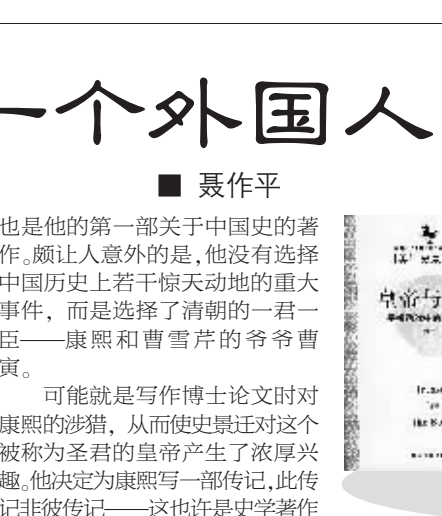 一个外国人
■ 聂作平
也是他的第一部关于中国史的著
作。颇让人意外的是,他没有选择
中国历史上若干惊天动地的重大
事件，而是选择了清朝的一君一
臣——康熙和曹雪芹的爷爷曹
寅。
可能就是写作博士论文时对
康熙的涉猎，从而使史景迁对这个
被称为圣君的皇帝产生了浓厚兴
趣。他决定为康熙写一部传记,此传
记非彼传记——这也许是史学著作
皇帝与